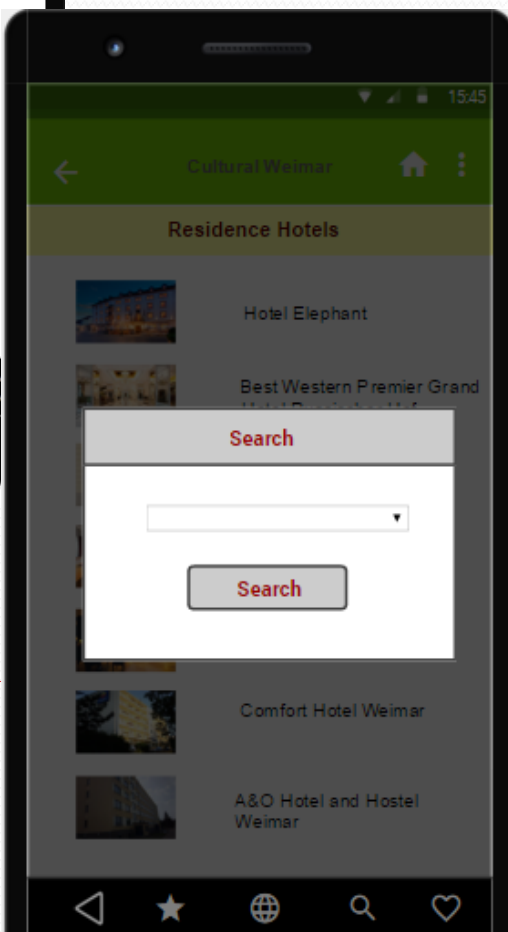 15:45
Cultural Weimar
Residence Hotels
Hotel Elephant
Best Western Premier Grand
Search
Search
Comfort Hotel Weimar
A&O Hotel and Hostel
Weimar